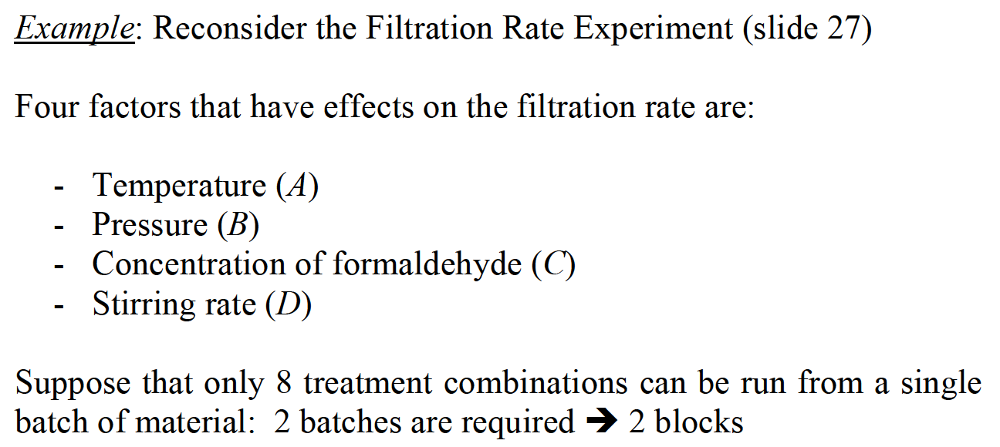 Example: Reconsider the Filtration Rate Experiment (slide 27)
Four factors that have effects on the filtration rate are:
- Temperature (A)
- Pressure (B)
- Concentration of formaldehyde (C)
- Stirring rate (D)
Suppose that only 8 treatment combinations can be run from a single
batch of material: 2 batches are required ➔ 2 blocks